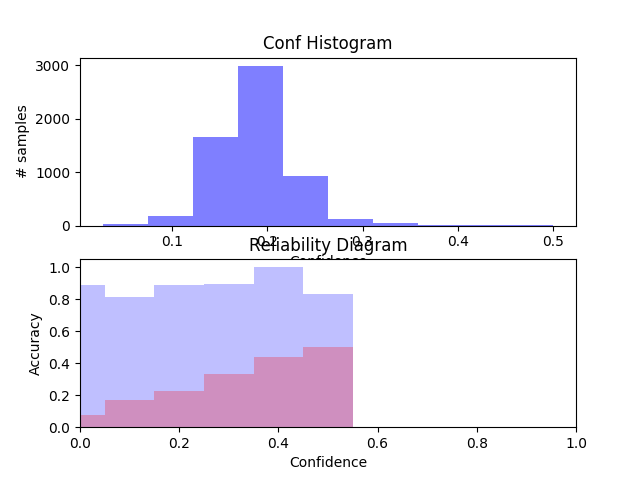 Conf Histogram
# samples
3000
2000
1000
0
0.1 0.2 0.3 0.4 0.5
Confidence
Reliability Diagram
Accuracy
1.0
0.8
0.6
0.4
0.2
0.0
0.0 0.2 0.4 0.6 0.8 1.0
Confidence